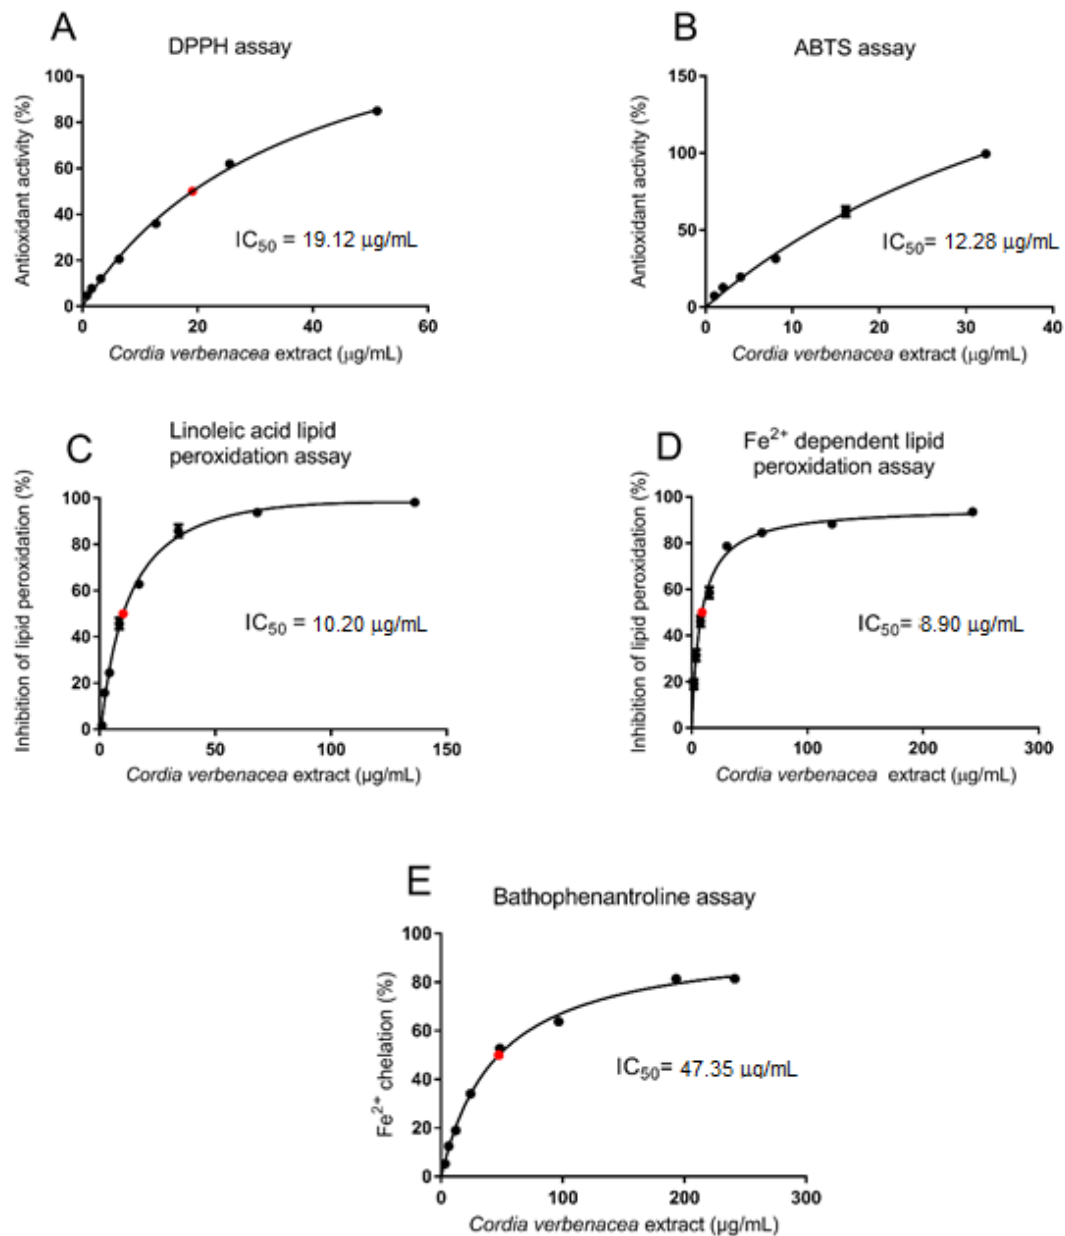 A
DPPH assay
Antioxidant activity (%)
100
80
60
40
20
0
IC50 = 19.12 µg/mL
0 20 40 60
Cordia verbenacea extract (µg/mL)
B
ABTS assay
Antioxidant activity (%)
150
100
50
0
IC50= 12.28 µg/mL
0 10 20 30 40
Cordia verbenacea extract (µg/mL)
C
Linoleic acid lipid
peroxidation assay
Inhibition of lipid peroxidation (%)
100
80
60
40
20
0
IC50 = 10.20 µg/mL
0 50 100 150
Cordia verbenacea extract (µg/mL)
D
Fe2+ dependent lipid
peroxidation assay
Inhibition of lipid peroxidation (%)
100
80
60
40
20
0
IC50= 8.90 µg/mL
0 100 200 300
Cordia verbenacea extract (µg/mL)
E
Bathophenantroline assay
Fe2+ chelation (%)
100
80
60
40
20
0
IC50= 47.35 µg/mL
0 100 200 300
Cordia verbenacea extract (µg/mL)